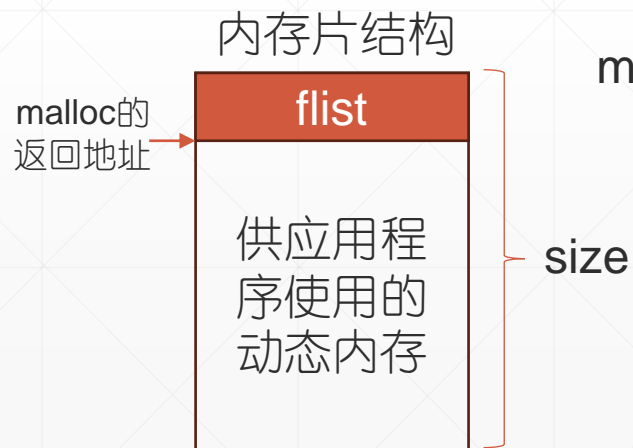 内存片结构
m
malloc的
返回地址
flist
供应用程
序使用的
动态内存
size